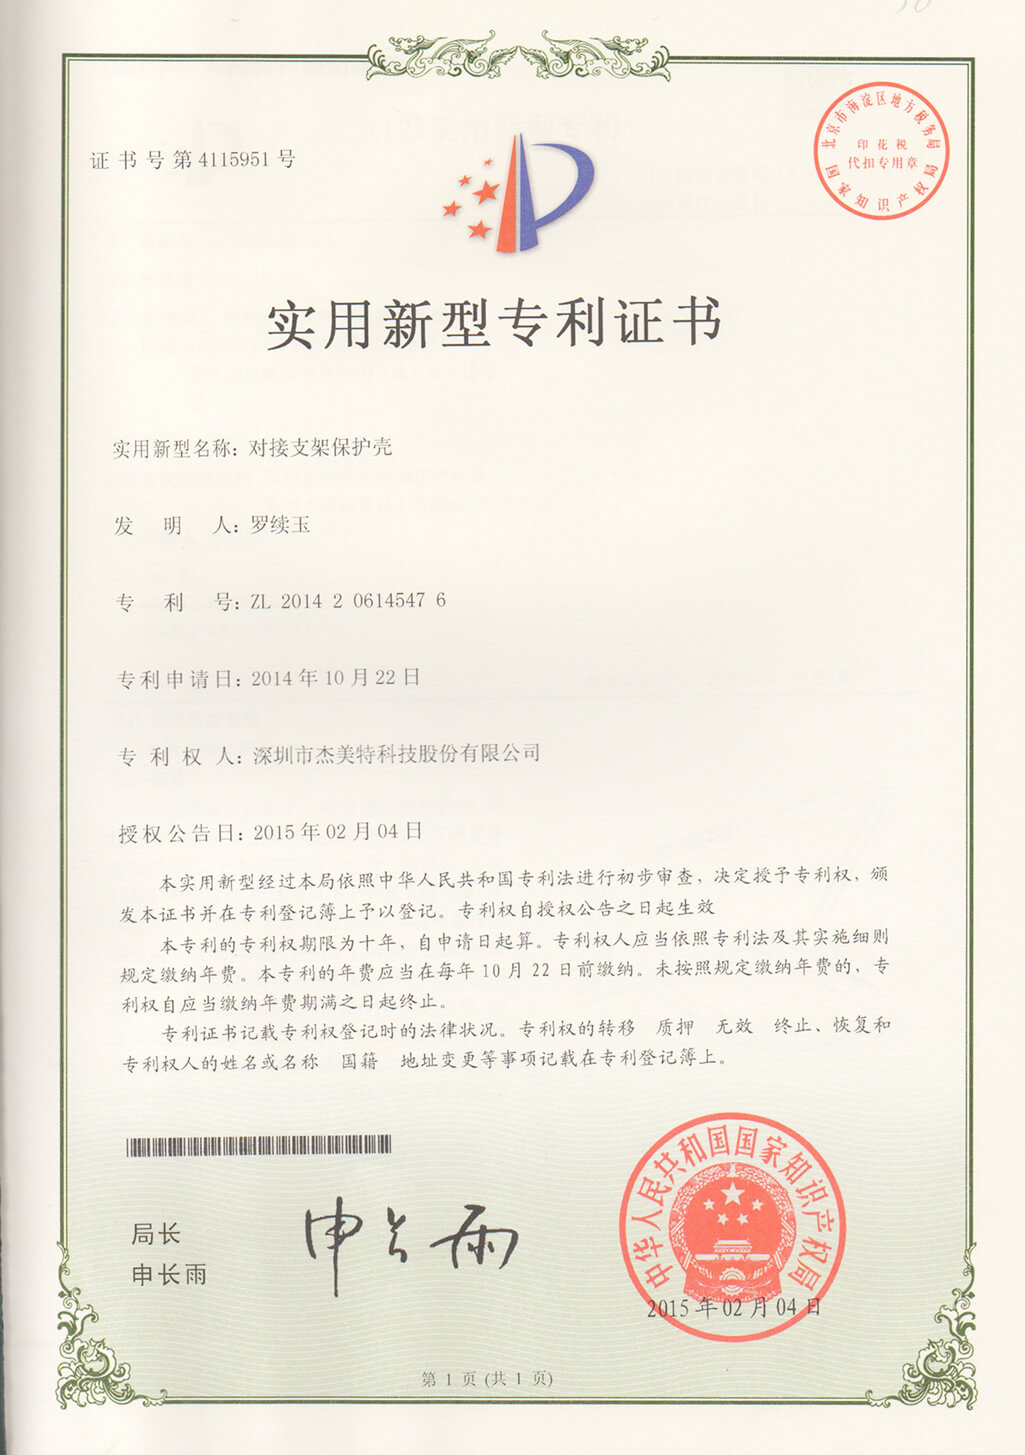 证书号第4115951号
北京市海淀区地方税务局
印花税
代扣专用章
国家知识产权局
实用新型专利证书
实用新型名称：对接支架保护壳
发明人：罗续玉
专利号：ZL 2014 2 0614547 6
专利申请日：2014年10月22日
专利权人：深圳市杰美特科技股份有限公司
授权公告日：2015年02月04日
本实用新型经过本局依照中华人民共和国专利法进行初步审查，决定授予专利权，颁
发本证书并在专利登记簿上予以登记。专利权自授权公告之日起生效
本专利的专利权期限为十年，自申请日起算。专利权人应当依照专利法及其实施细则
规定缴纳年费。本专利的年费应当在每年10月22日前缴纳。未按照规定缴纳年费的，专
利权自应当缴纳年费期满之日起终止。
专利证书记载专利权登记时的法律状况。专利权的转移 质押 无效 终止、恢复和
专利权人的姓名或名称 国籍 地址变更等事项记载在专利登记簿上。
局长
申长雨
申长雨
中华人民共和国国家知识产权局
2015年02月04日
第 1 页 (共 1 页)